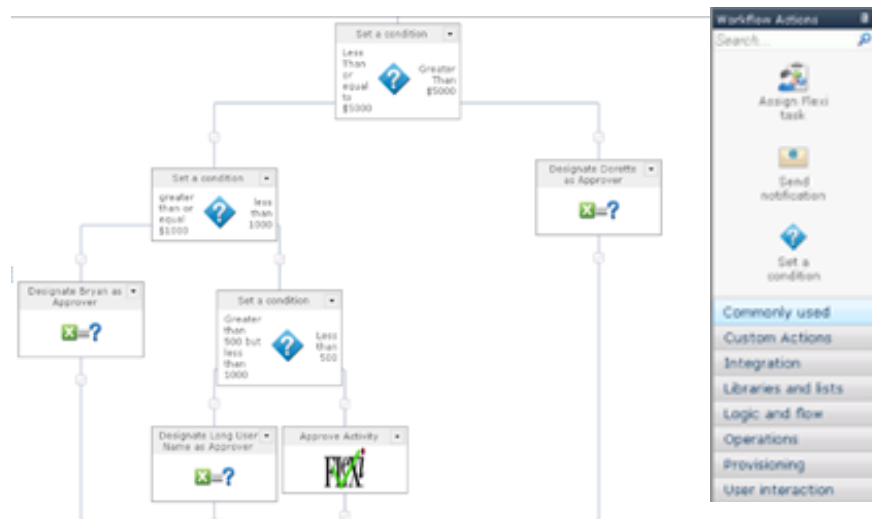 Set a condition
Less
Than
or
equal
to
$5000
Greater
Than
$5000
Set a condition
greater
than or
equal
$1000
less
than
1000
Designate Dorette
as Approver
=?
Designate Bryan as
Approver
=?
Set a condition
Greater
than
500 but
less
than
1000
Less
than
500
Designate Long User
Name as Approver
=?
Approve Activity
Flexi
Workflow Actions
Search...
Assign Flexi
task
Send
notification
Set a
condition
Commonly used
Custom Actions
Integration
Libraries and lists
Logic and flow
Operations
Provisioning
User interaction